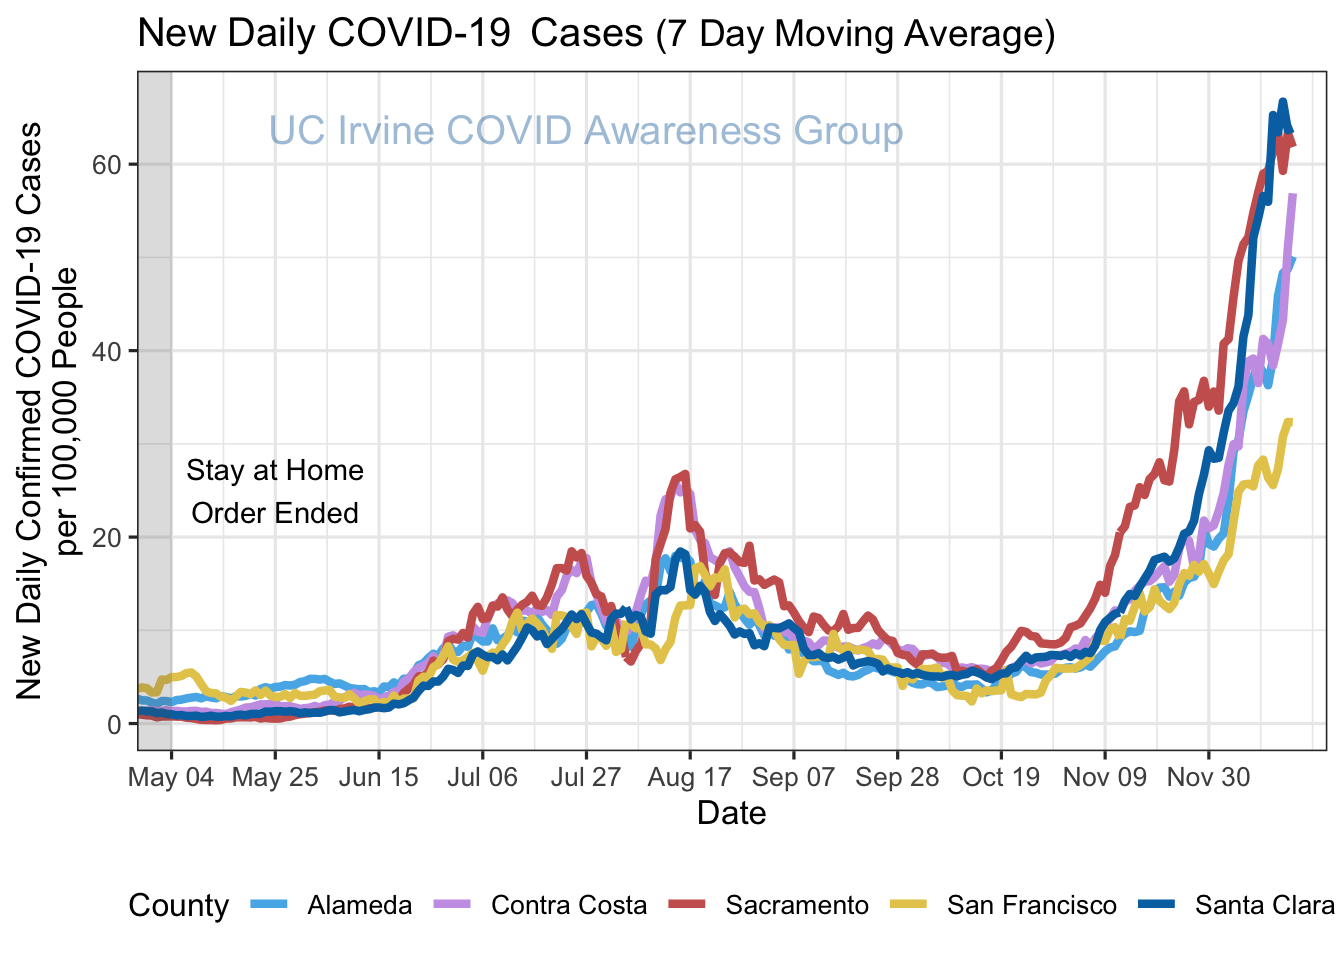 New Daily COVID-19  Cases (7 Day Moving Average)
UC Irvine COVID Awareness Group
New Daily Confirmed COVID-19 Cases
per 100,000 People
60
40
20
0
Stay at Home
Order Ended
May 04 May 25 Jun 15 Jul 06 Jul 27 Aug 17 Sep 07 Sep 28 Oct 19 Nov 09 Nov 30
Date
County Alameda Contra Costa Sacramento San Francisco Santa Clara